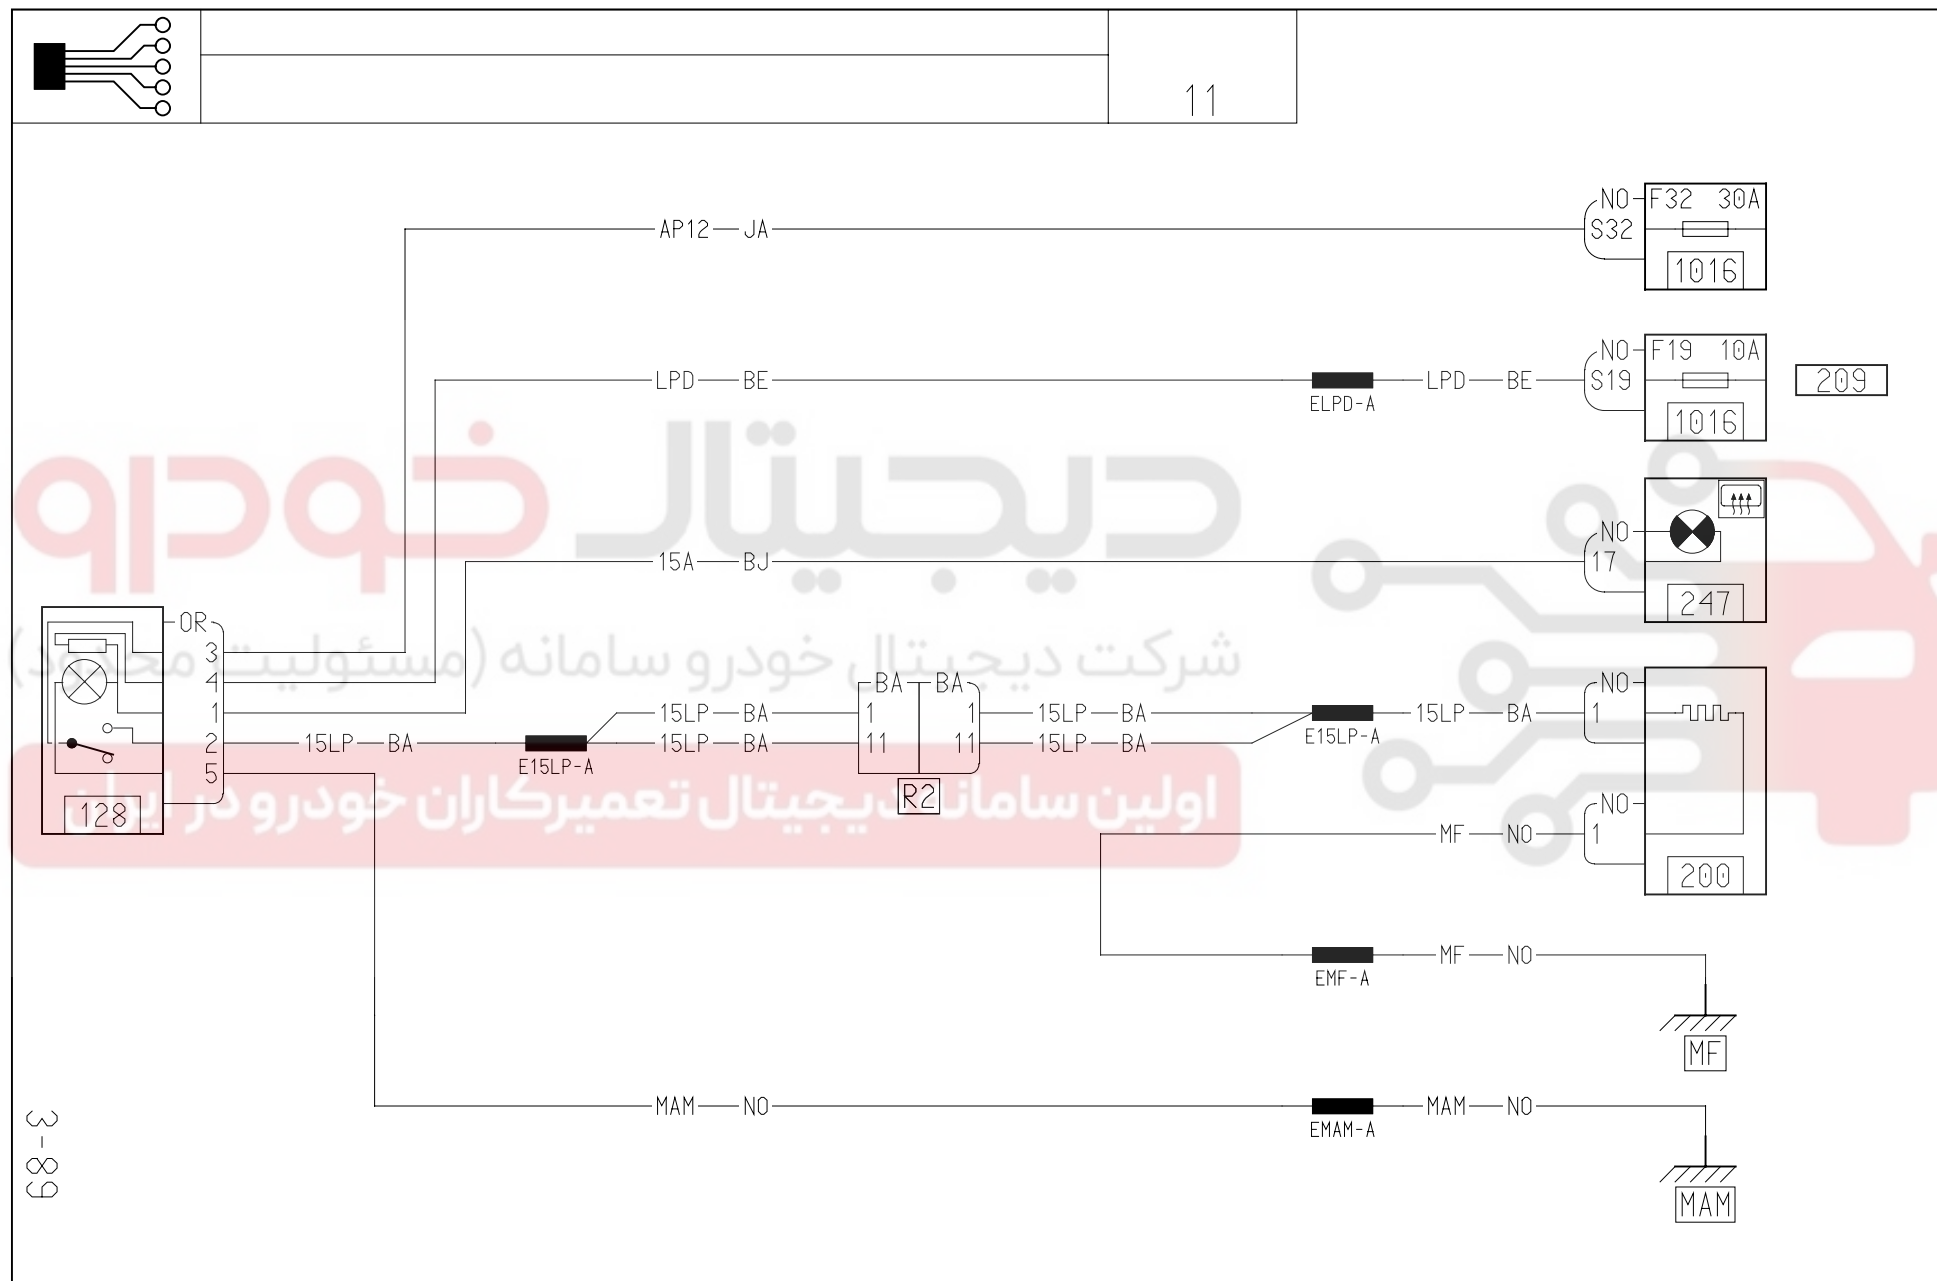 11
NO F32 30A
AP12 JA S32
1016
NO F19 10A
LPD BE ELPD-A LPD BE S19
209
1016
دیجیتال خودرو
NO
15A BJ 17
247
OR
شرکت دیجیتال خودرو سامانه (مسئولیت محدود)
3
4
BA BA NO
1 15LP BA 1 1 15LP BA 15LP BA 1
E15LP-A
2 15LP BA 15LP BA 11 11 15LP BA
E15LP-A
5
R2
128
اولین سامانه دیجیتال تعمیرکاران خودرو در ایران
NO
MF NO 1
200
MF NO
EMF-A
MF
MAM NO MAM NO
EMAM-A
MAM
3-89